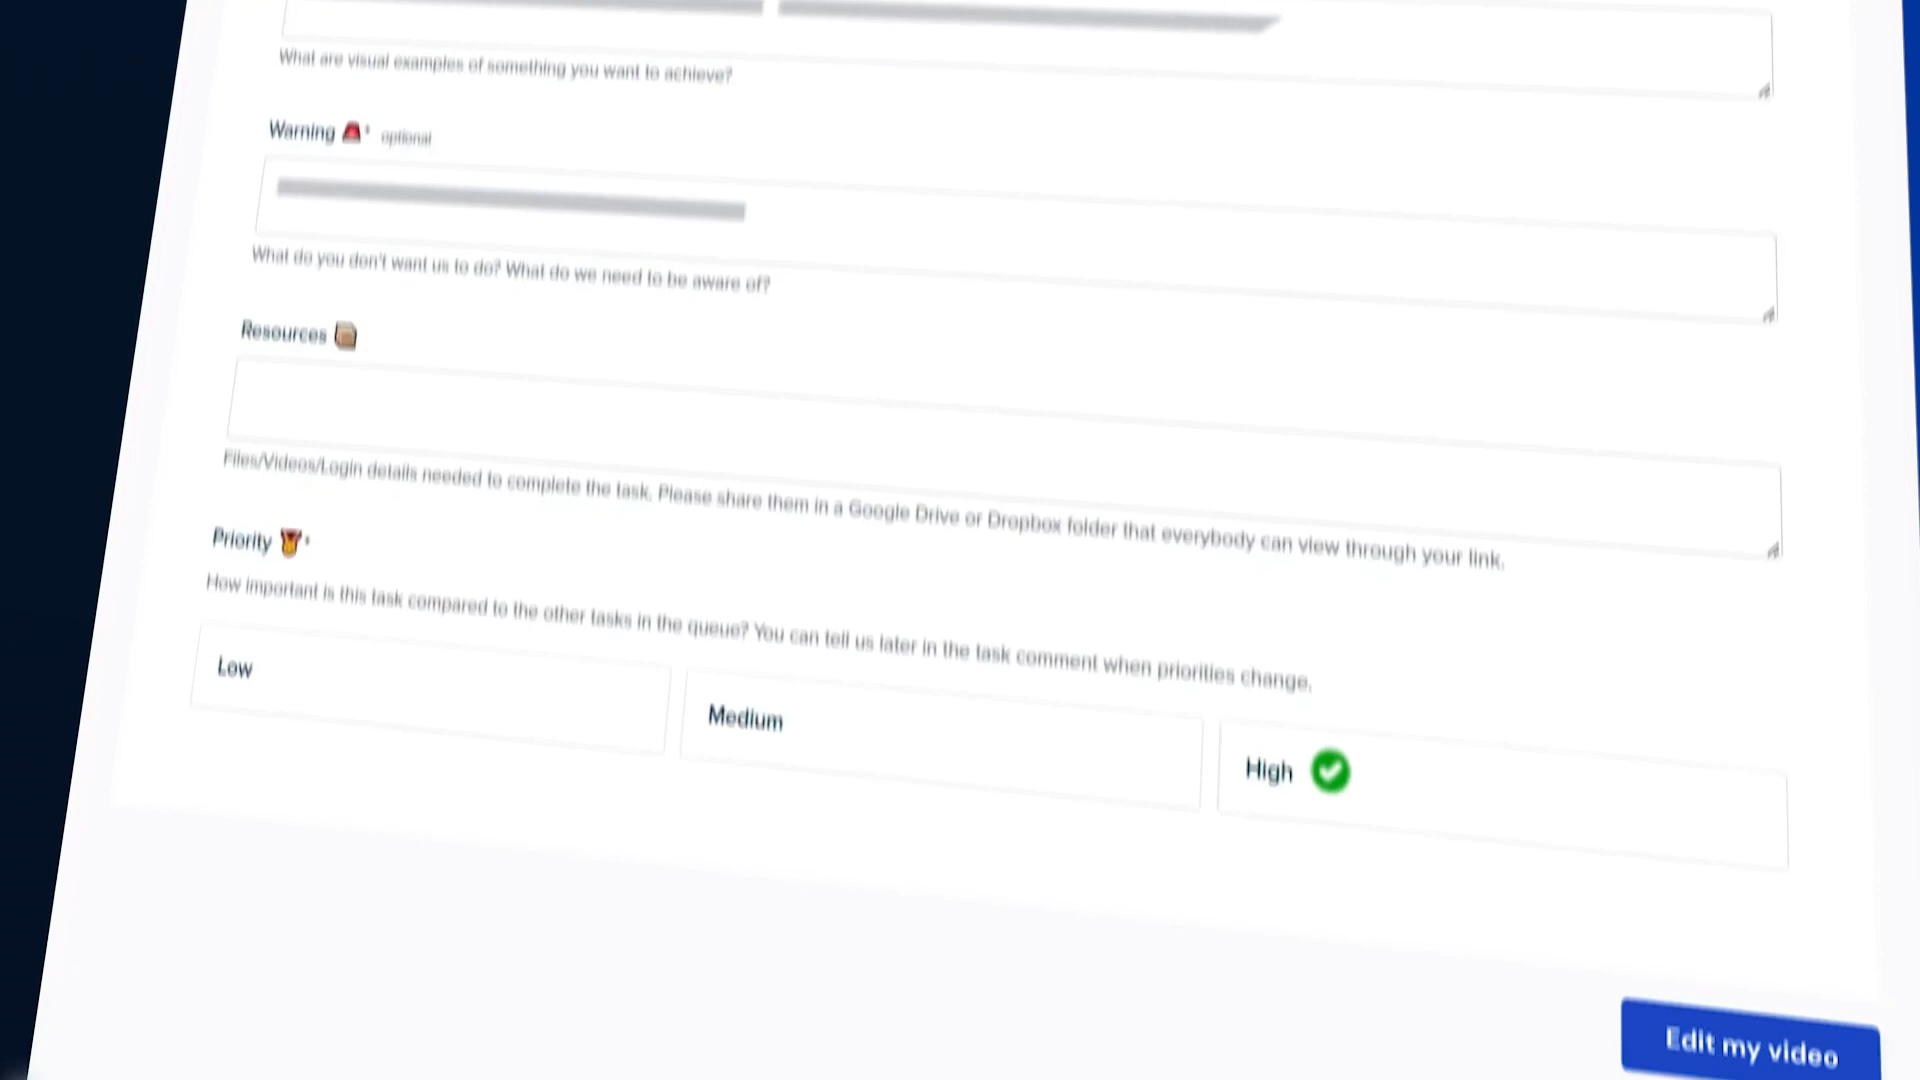 What are visual examples of something you want to achieve?
Warning * optional
What do you don't want us to do? What do we need to be aware of?
Resources
Files/Videos/Login details needed to complete the task. Please share them in a Google Drive or Dropbox folder that everybody can view through your link.
Priority *
How important is this task compared to the other tasks in the queue? You can tell us later in the task comment when priorities change.
Low
Medium
High
Edit my video